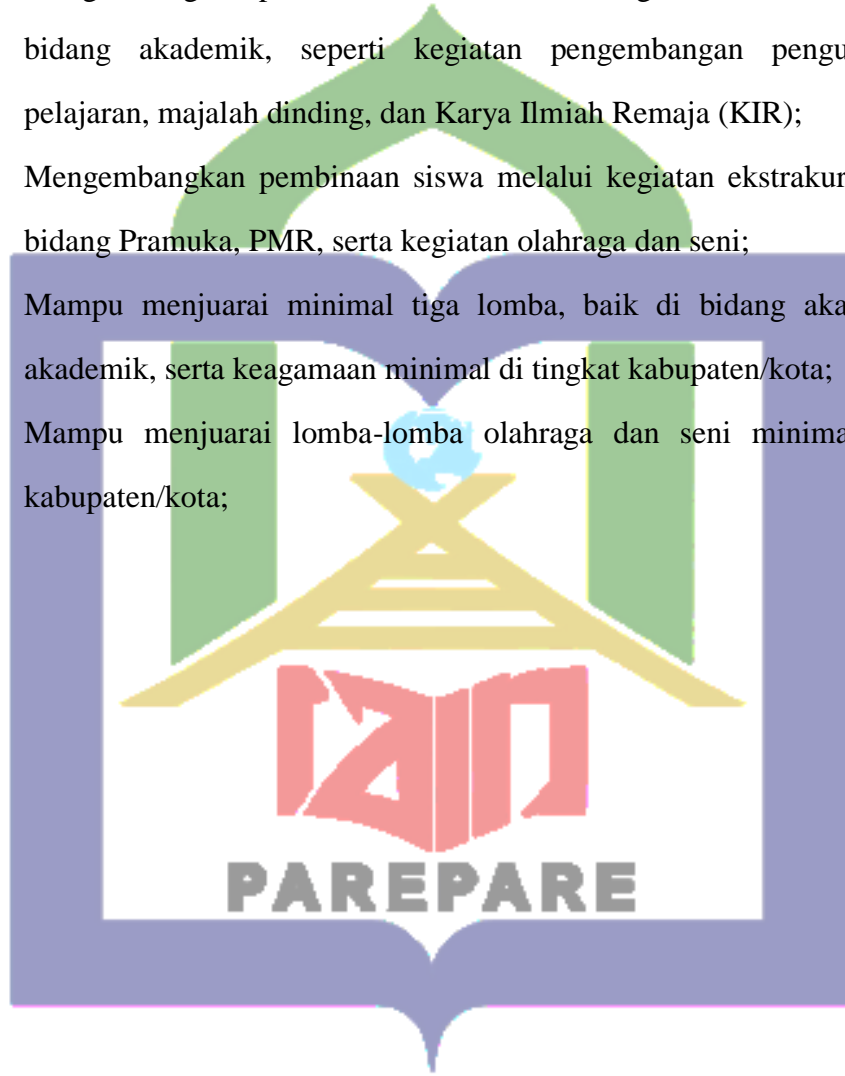 bidang akademik, seperti kegiatan pengembangan pengu
pelajaran, majalah dinding, dan Karya Ilmiah Remaja (KIR);
Mengembangkan pembinaan siswa melalui kegiatan ekstrakur
bidang Pramuka, PMR, serta kegiatan olahraga dan seni;
Mampu menjuarai minimal tiga lomba, baik di bidang aka
akademik, serta keagamaan minimal di tingkat kabupaten/kota;
Mampu menjuarai lomba-lomba olahraga dan seni minima
kabupaten/kota;
iain
PAREPARE